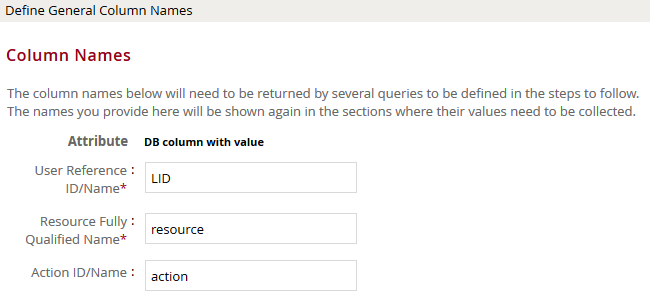 Define General Column Names
Column Names
The column names below will need to be returned by several queries to be defined in the steps to follow.
The names you provide here will be shown again in the sections where their values need to be collected.
Attribute DB column with value
User Reference : LID
ID/Name*
Resource Fully : resource
Qualified Name*
Action ID/Name : action